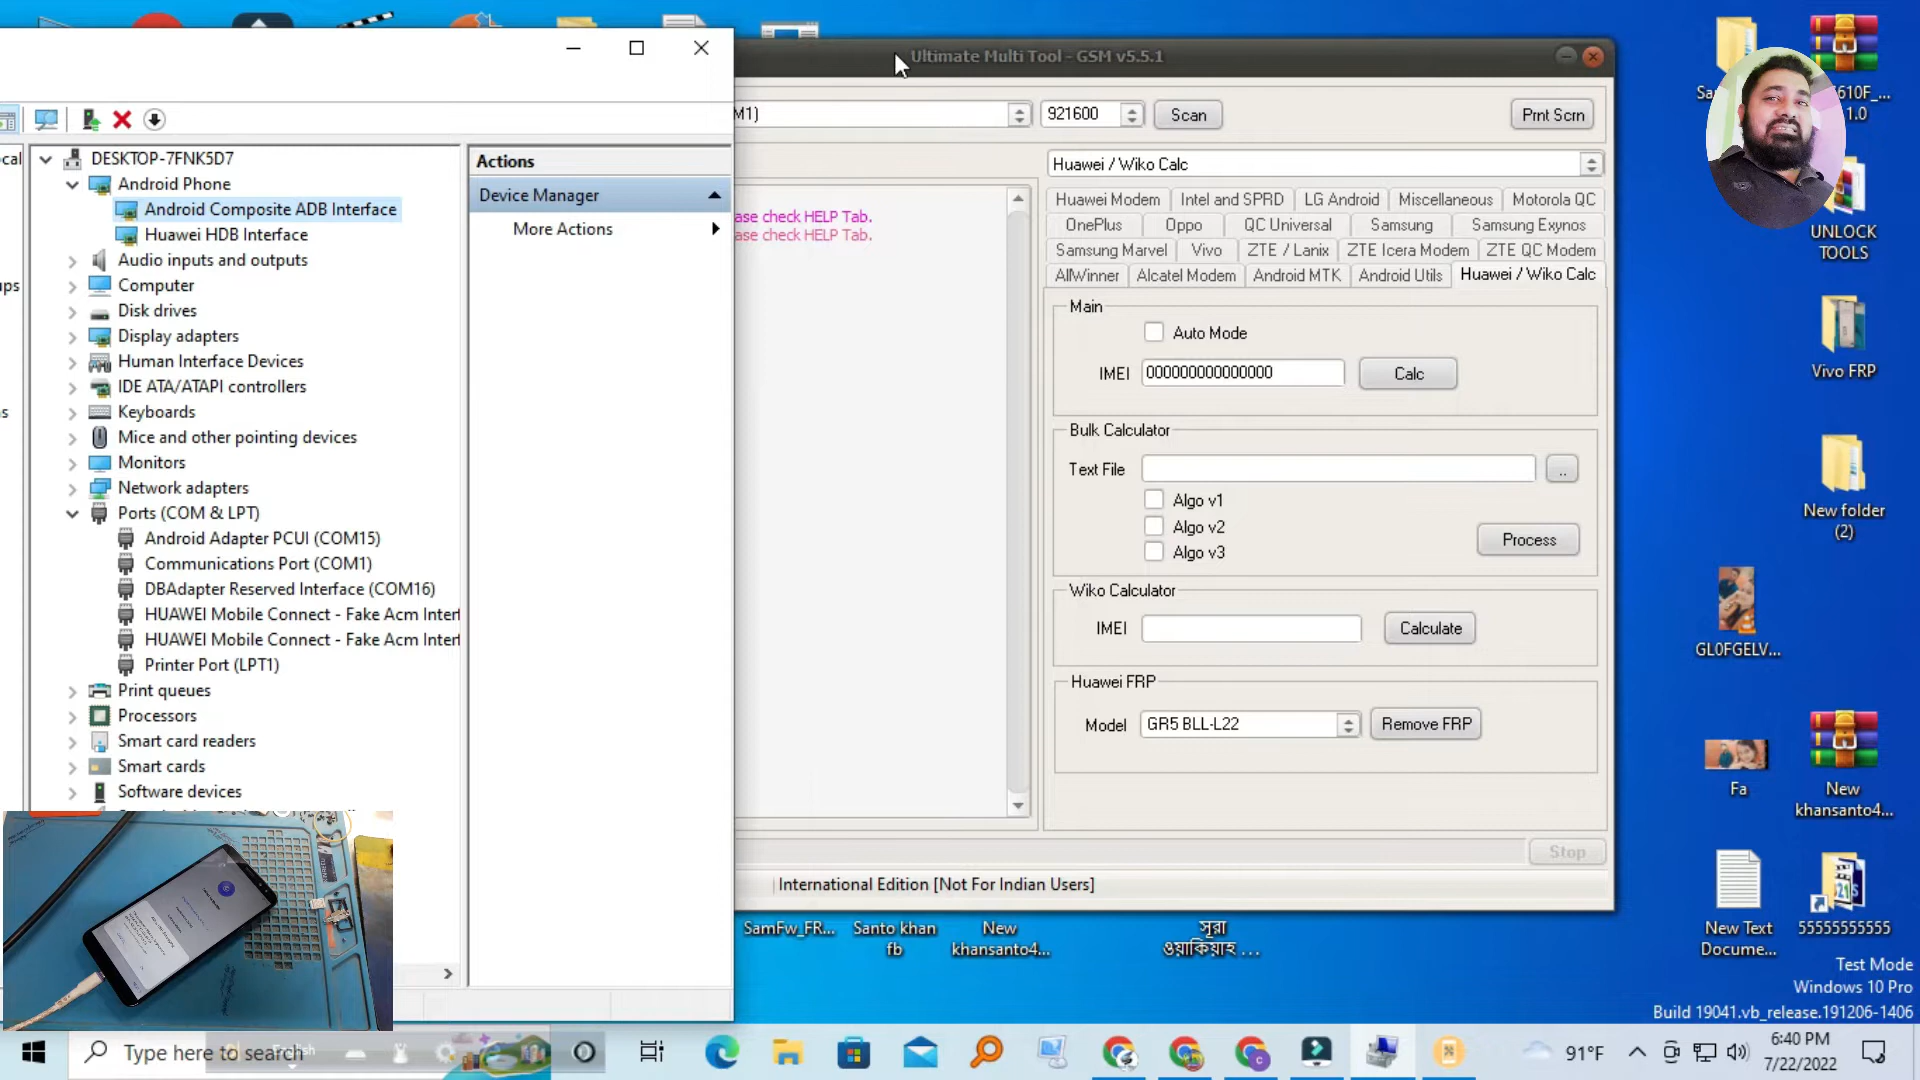 Ultimate Multi Tool - GSM v5.5.1
M1)
921600
Scan
Prnt Scrn
Huawei / Wiko Calc
Huawei Modem
Intel and SPRD
LG Android
Miscellaneous
Motorola QC
OnePlus
Oppo
QC Universal
Samsung
Samsung Exynos
Samsung Marvel
Vivo
ZTE / Lanix
ZTE Icera Modem
ZTE QC Modem
AllWinner
Alcatel Modem
Android MTK
Android Utils
Huawei / Wiko Calc
ase check HELP Tab.
ase check HELP Tab.
Main
Auto Mode
IMEI
000000000000000
Calc
Bulk Calculator
Text File
..
Algo v1
Algo v2
Algo v3
Process
Wiko Calculator
IMEI
Calculate
Huawei FRP
Model
GR5 BLL-L22
Remove FRP
Stop
International Edition [Not For Indian Users]
cal
ups
s
DESKTOP-7FNK5D7
Android Phone
Android Composite ADB Interface
Huawei HDB Interface
Audio inputs and outputs
Computer
Disk drives
Display adapters
Human Interface Devices
IDE ATA/ATAPI controllers
Keyboards
Mice and other pointing devices
Monitors
Network adapters
Ports (COM & LPT)
Android Adapter PCUI (COM15)
Communications Port (COM1)
DBAdapter Reserved Interface (COM16)
HUAWEI Mobile Connect - Fake Acm Interf
HUAWEI Mobile Connect - Fake Acm Interf
Printer Port (LPT1)
Print queues
Processors
Smart card readers
Smart cards
Software devices
Actions
Device Manager
More Actions
Sa
610F_...
1.0
UNLOCK
TOOLS
Vivo FRP
New folder
(2)
GL0FGELV...
Fa
New
khansanto4...
New Text
Docume...
55555555555
SamFw_FR...
Santo khan
fb
New
khansanto4...
সূরা
ওয়াকিয়াহ ...
Test Mode
Windows 10 Pro
Build 19041.vb_release.191206-1406
Type here to search
English
91°F
6:40 PM
7/22/2022